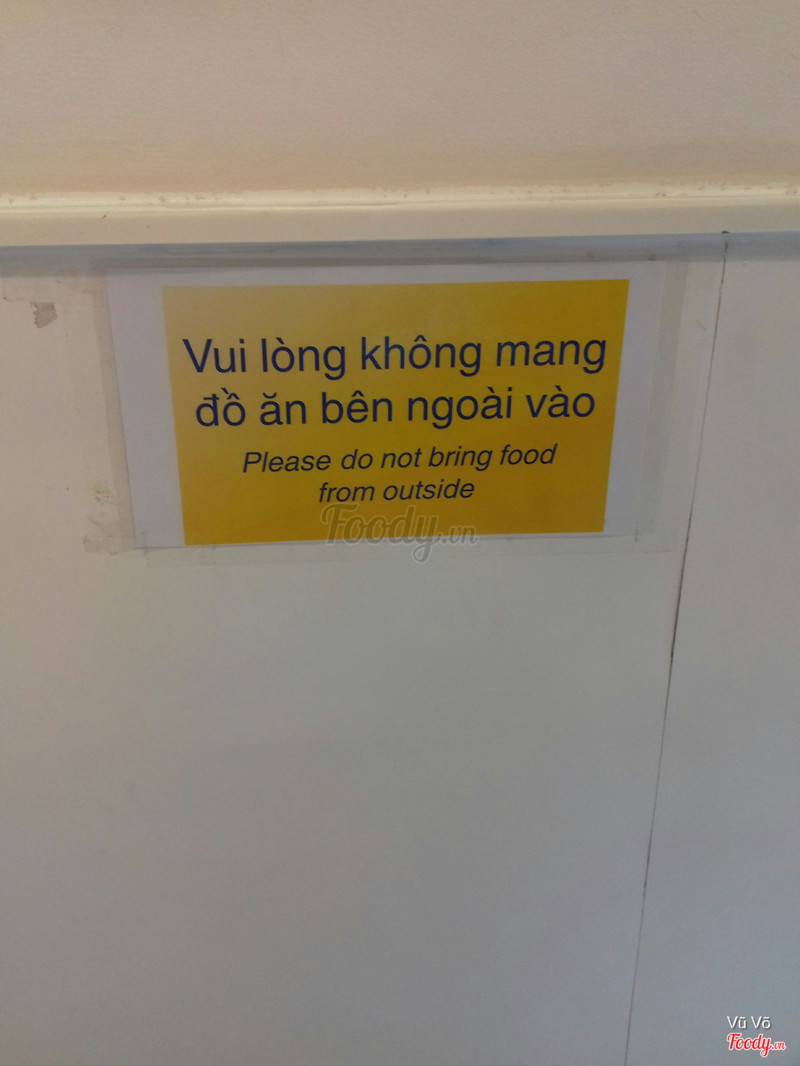 Vui lòng không mang
đồ ăn bên ngoài vào
Please do not bring food
from outside
Foody.vn
Vũ Võ
Foody.vn